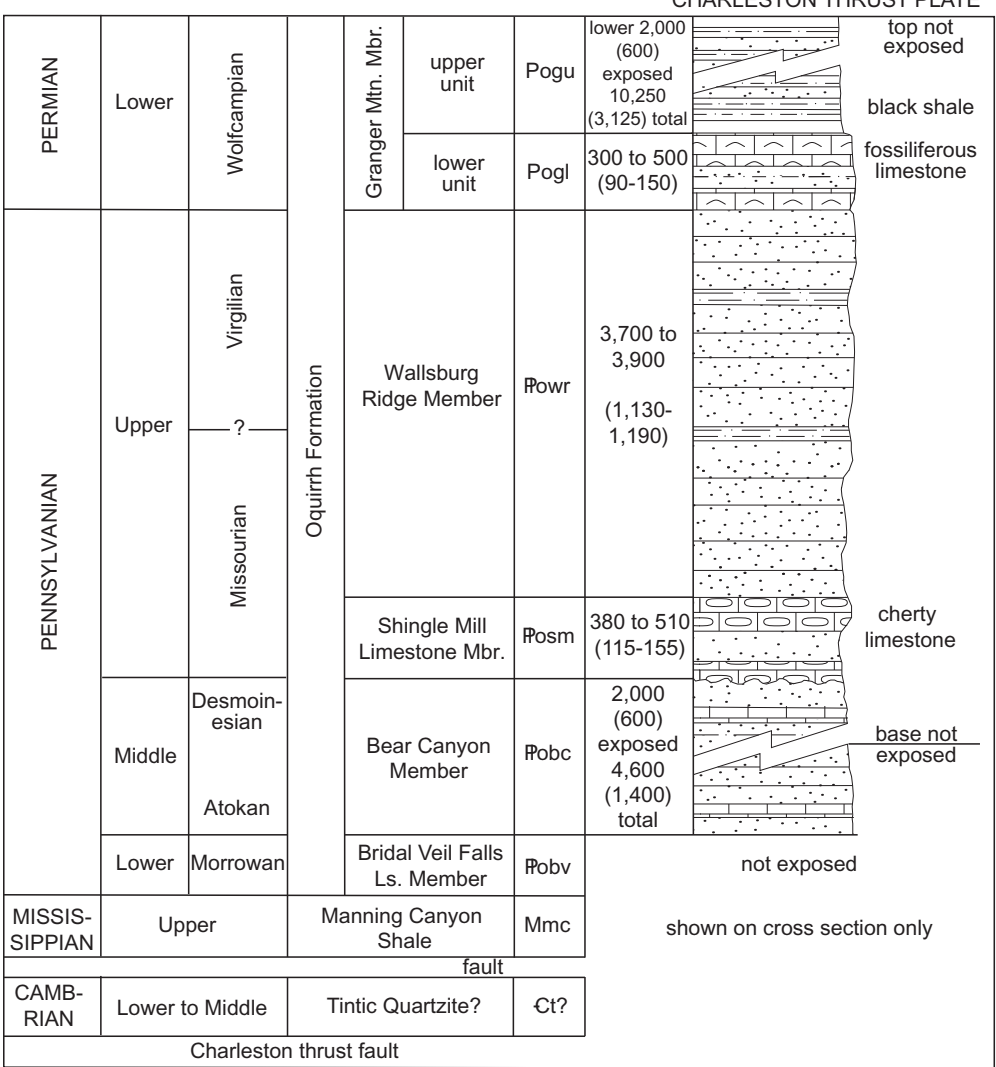 CHARLESTON THRUST PLATE
PERMIAN
Lower
Wolfcampian
Oquirrh Formation
Granger Mtn. Mbr.
upper
unit
Pogu
lower 2,000
(600)
exposed
10,250
(3,125) total
top not
exposed
black shale
lower
unit
Pogl
300 to 500
(90-150)
fossiliferous
limestone
PENNSYLVANIAN
Upper
Virgilian
?
Missourian
Wallsburg
Ridge Member
Powr
3,700 to
3,900
(1,130-
1,190)
Shingle Mill
Limestone Mbr.
Posm
380 to 510
(115-155)
cherty
limestone
Middle
Desmoin-
esian
Atokan
Bear Canyon
Member
Pobc
2,000
(600)
exposed
4,600
(1,400)
total
base not
exposed
Lower
Morrowan
Bridal Veil Falls
Ls. Member
Pobv
not exposed
MISSIS-
SIPPIAN
Upper
Manning Canyon
Shale
Mmc
shown on cross section only
fault
CAMB-
RIAN
Lower to Middle
Tintic Quartzite?
Ꞓt?
Charleston thrust fault